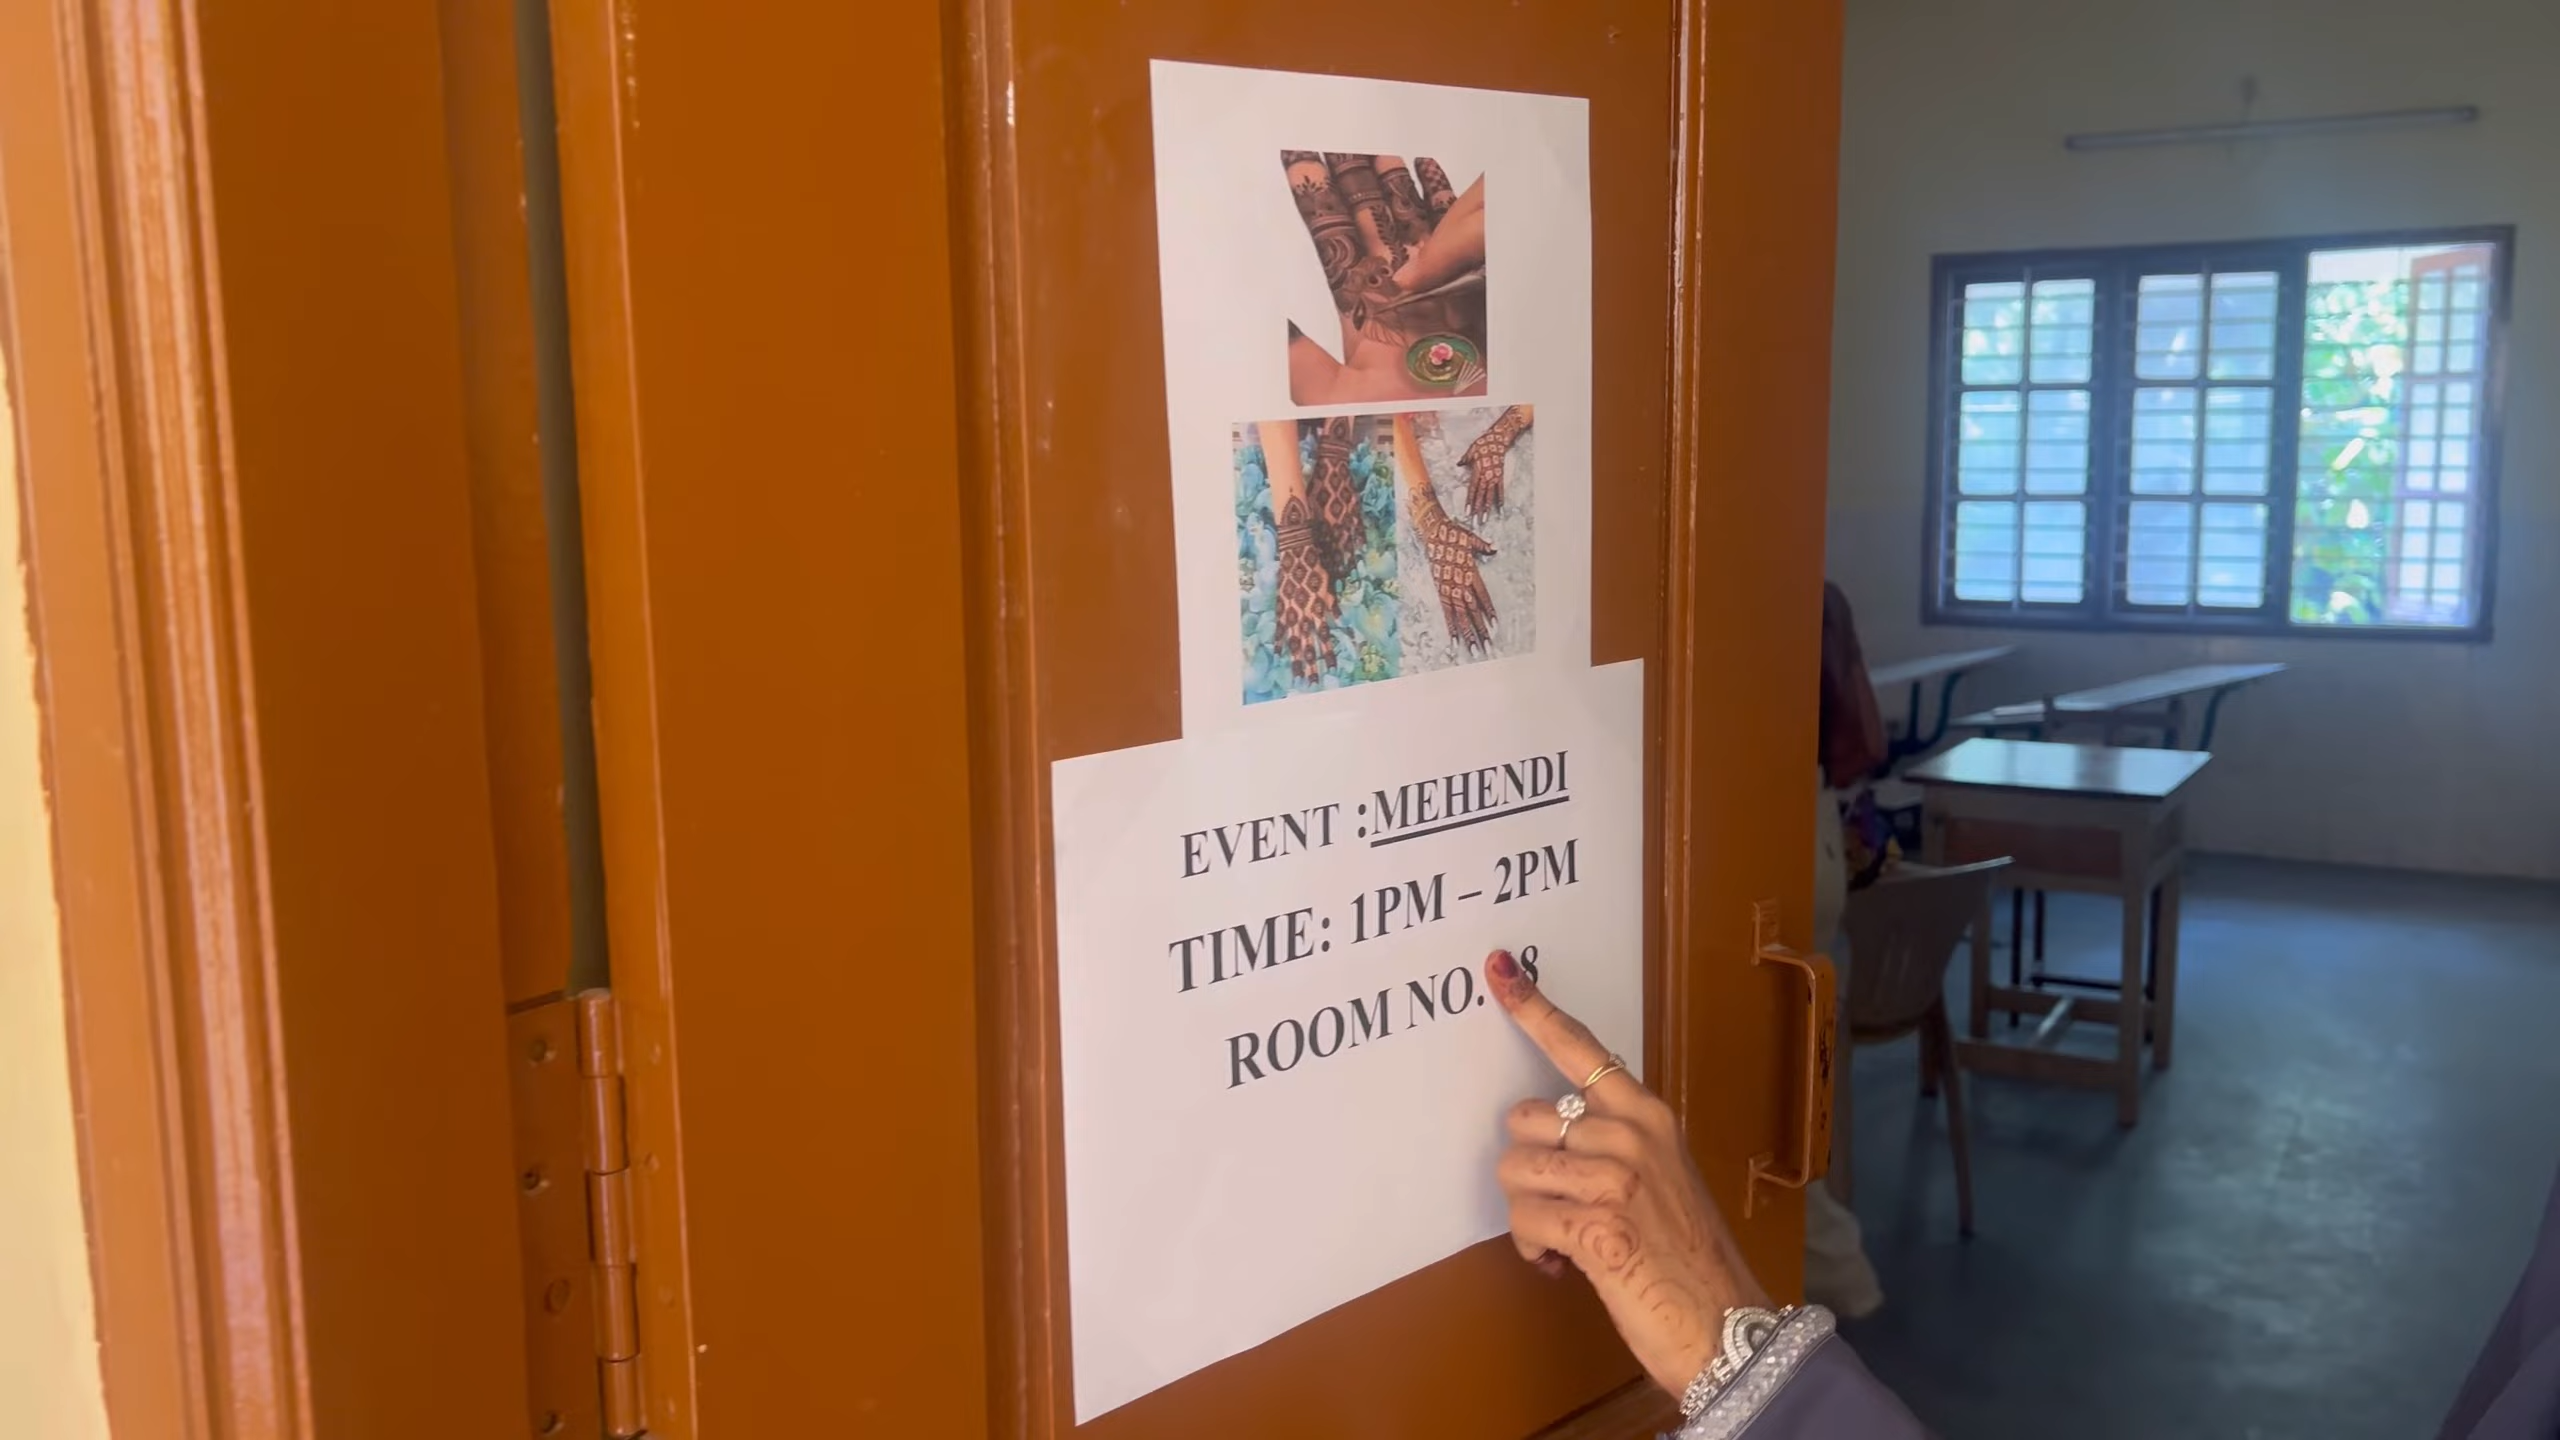 EVENT :MEHENDI
TIME: 1PM – 2PM
ROOM NO.